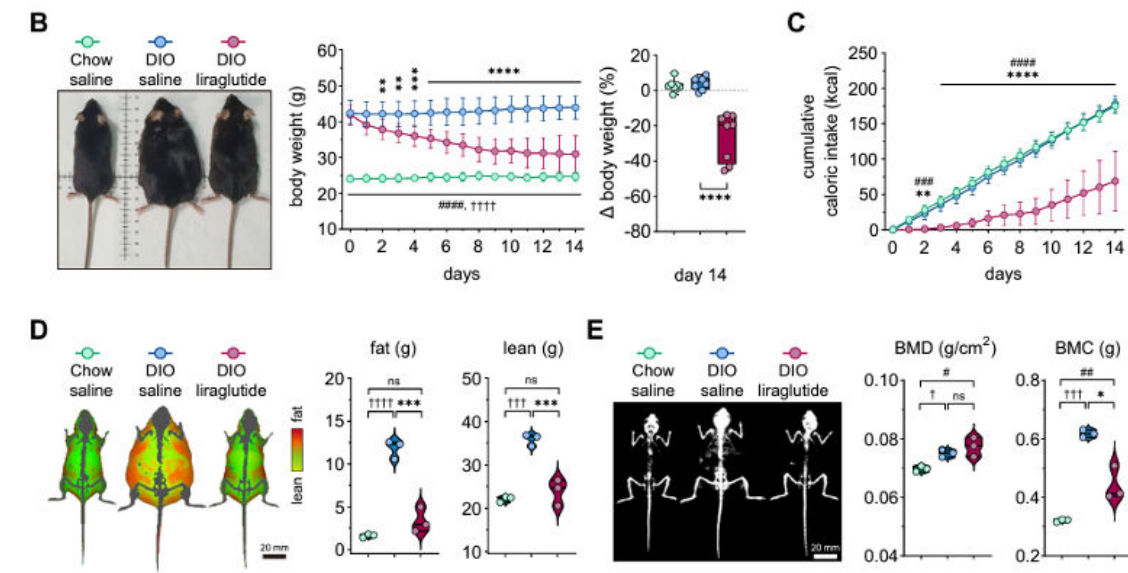 B
Chow saline
DIO saline
DIO liraglutide
body weight (g)
60
50
40
30
20
10
** ** *** ****
####, ††††
0 2 4 6 8 10 12 14
days
Δ body weight (%)
20
0
-20
-40
-60
-80
****
day 14
C
cumulative
caloric intake (kcal)
250
200
150
100
50
0
###
**
####
****
0 2 4 6 8 10 12 14
days
D
Chow saline
DIO saline
DIO liraglutide
lean fat
20 mm
fat (g)
20
15
10
5
0
ns
†††† ***
lean (g)
50
40
30
20
10
ns
††† ***
E
Chow saline
DIO saline
DIO liraglutide
20 mm
BMD (g/cm²)
0.10
0.08
0.06
0.04
#
† ns
BMC (g)
0.8
0.6
0.4
0.2
##
††† *